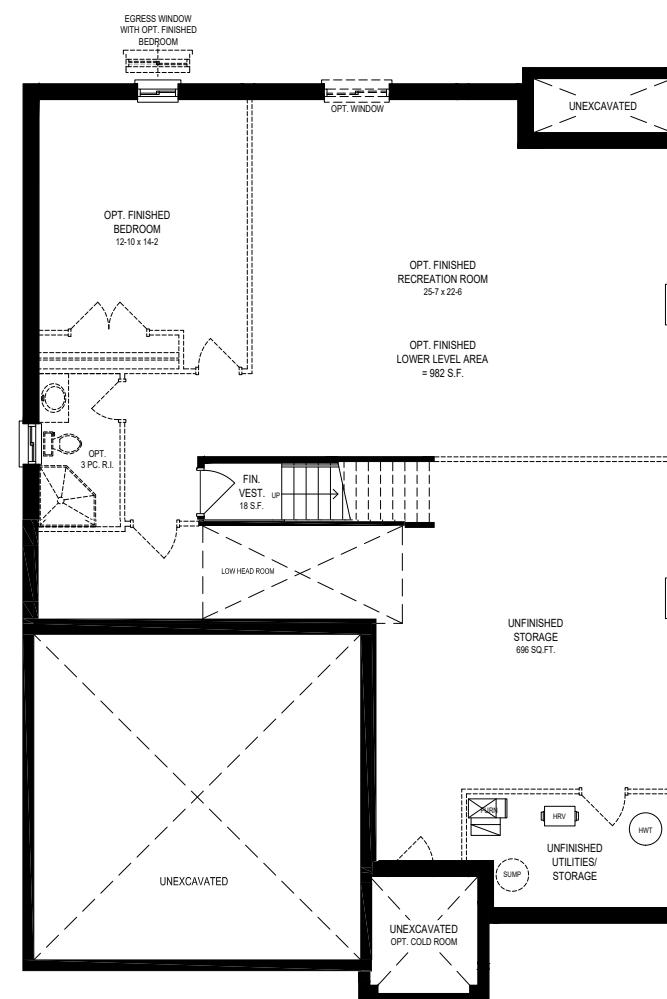 EGRESS WINDOW
WITH OPT. FINISHED
BEDROOM
OPT. WINDOW
UNEXCAVATED
OPT. FINISHED
BEDROOM
12-10 x 14-2
OPT. FINISHED
RECREATION ROOM
25-7 x 22-6
OPT. FINISHED
LOWER LEVEL AREA
= 982 S.F.
OPT.
3 PC. R.I.
FIN.
VEST.
18 S.F.
UP
LOW HEAD ROOM
UNFINISHED
STORAGE
696 SQ.FT.
FURN
HRV
HWT
UNFINISHED
UTILITIES/
STORAGE
SUMP
UNEXCAVATED
UNEXCAVATED
OPT. COLD ROOM